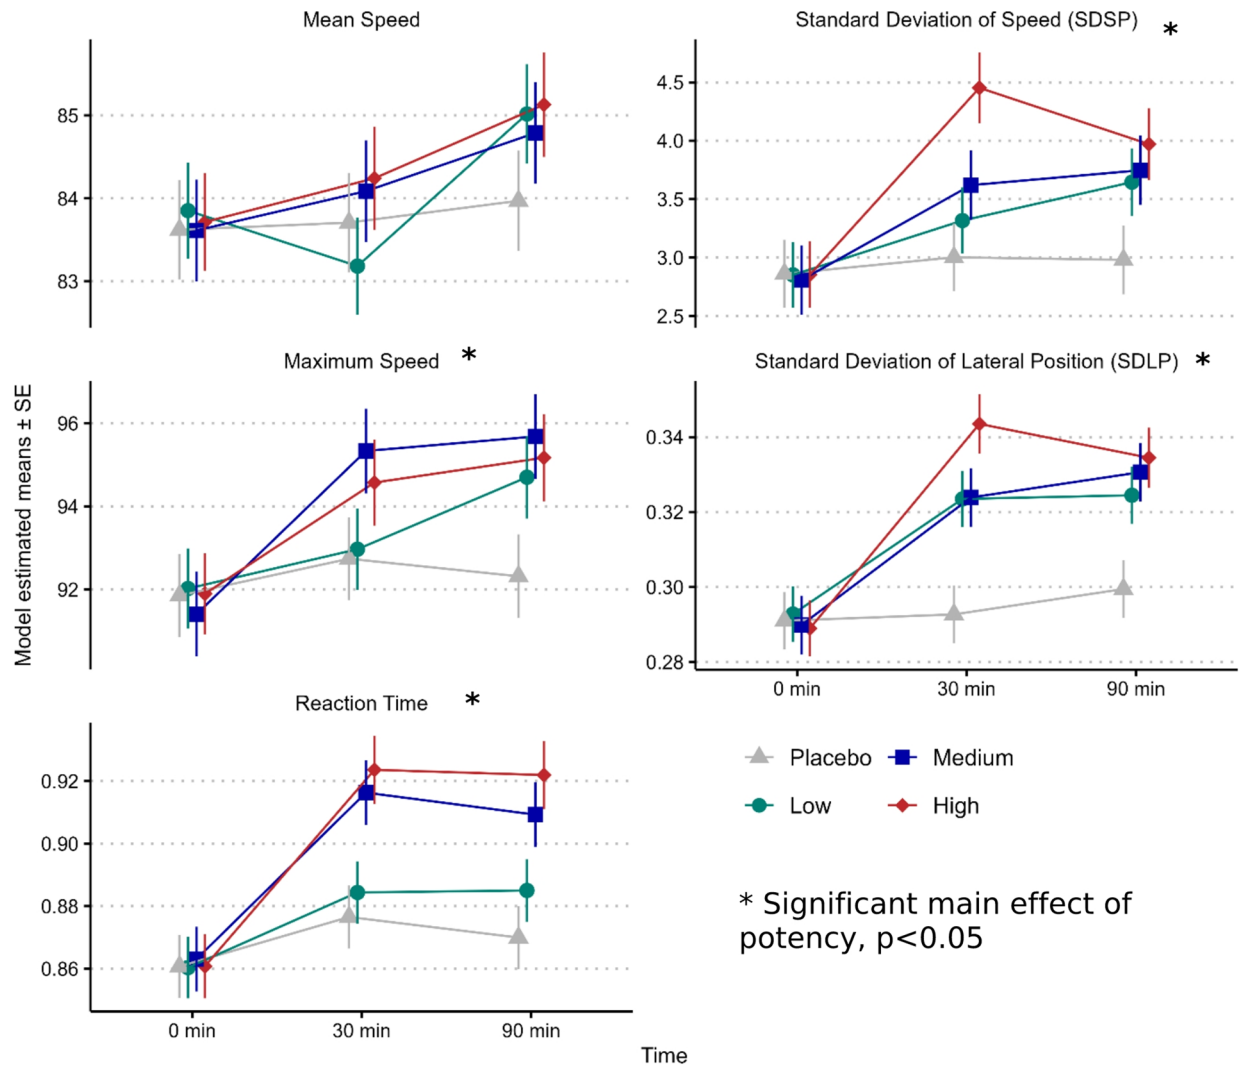 Mean Speed
85
84
83
Standard Deviation of Speed (SDSP) *
4.5
4.0
3.5
3.0
2.5
Model estimated means ± SE
Maximum Speed *
96
94
92
Standard Deviation of Lateral Position (SDLP) *
0.34
0.32
0.30
0.28
0 min 30 min 90 min
Reaction Time *
0.92
0.90
0.88
0.86
0 min 30 min 90 min
Time
Placebo Medium
Low High
* Significant main effect of
potency, p<0.05